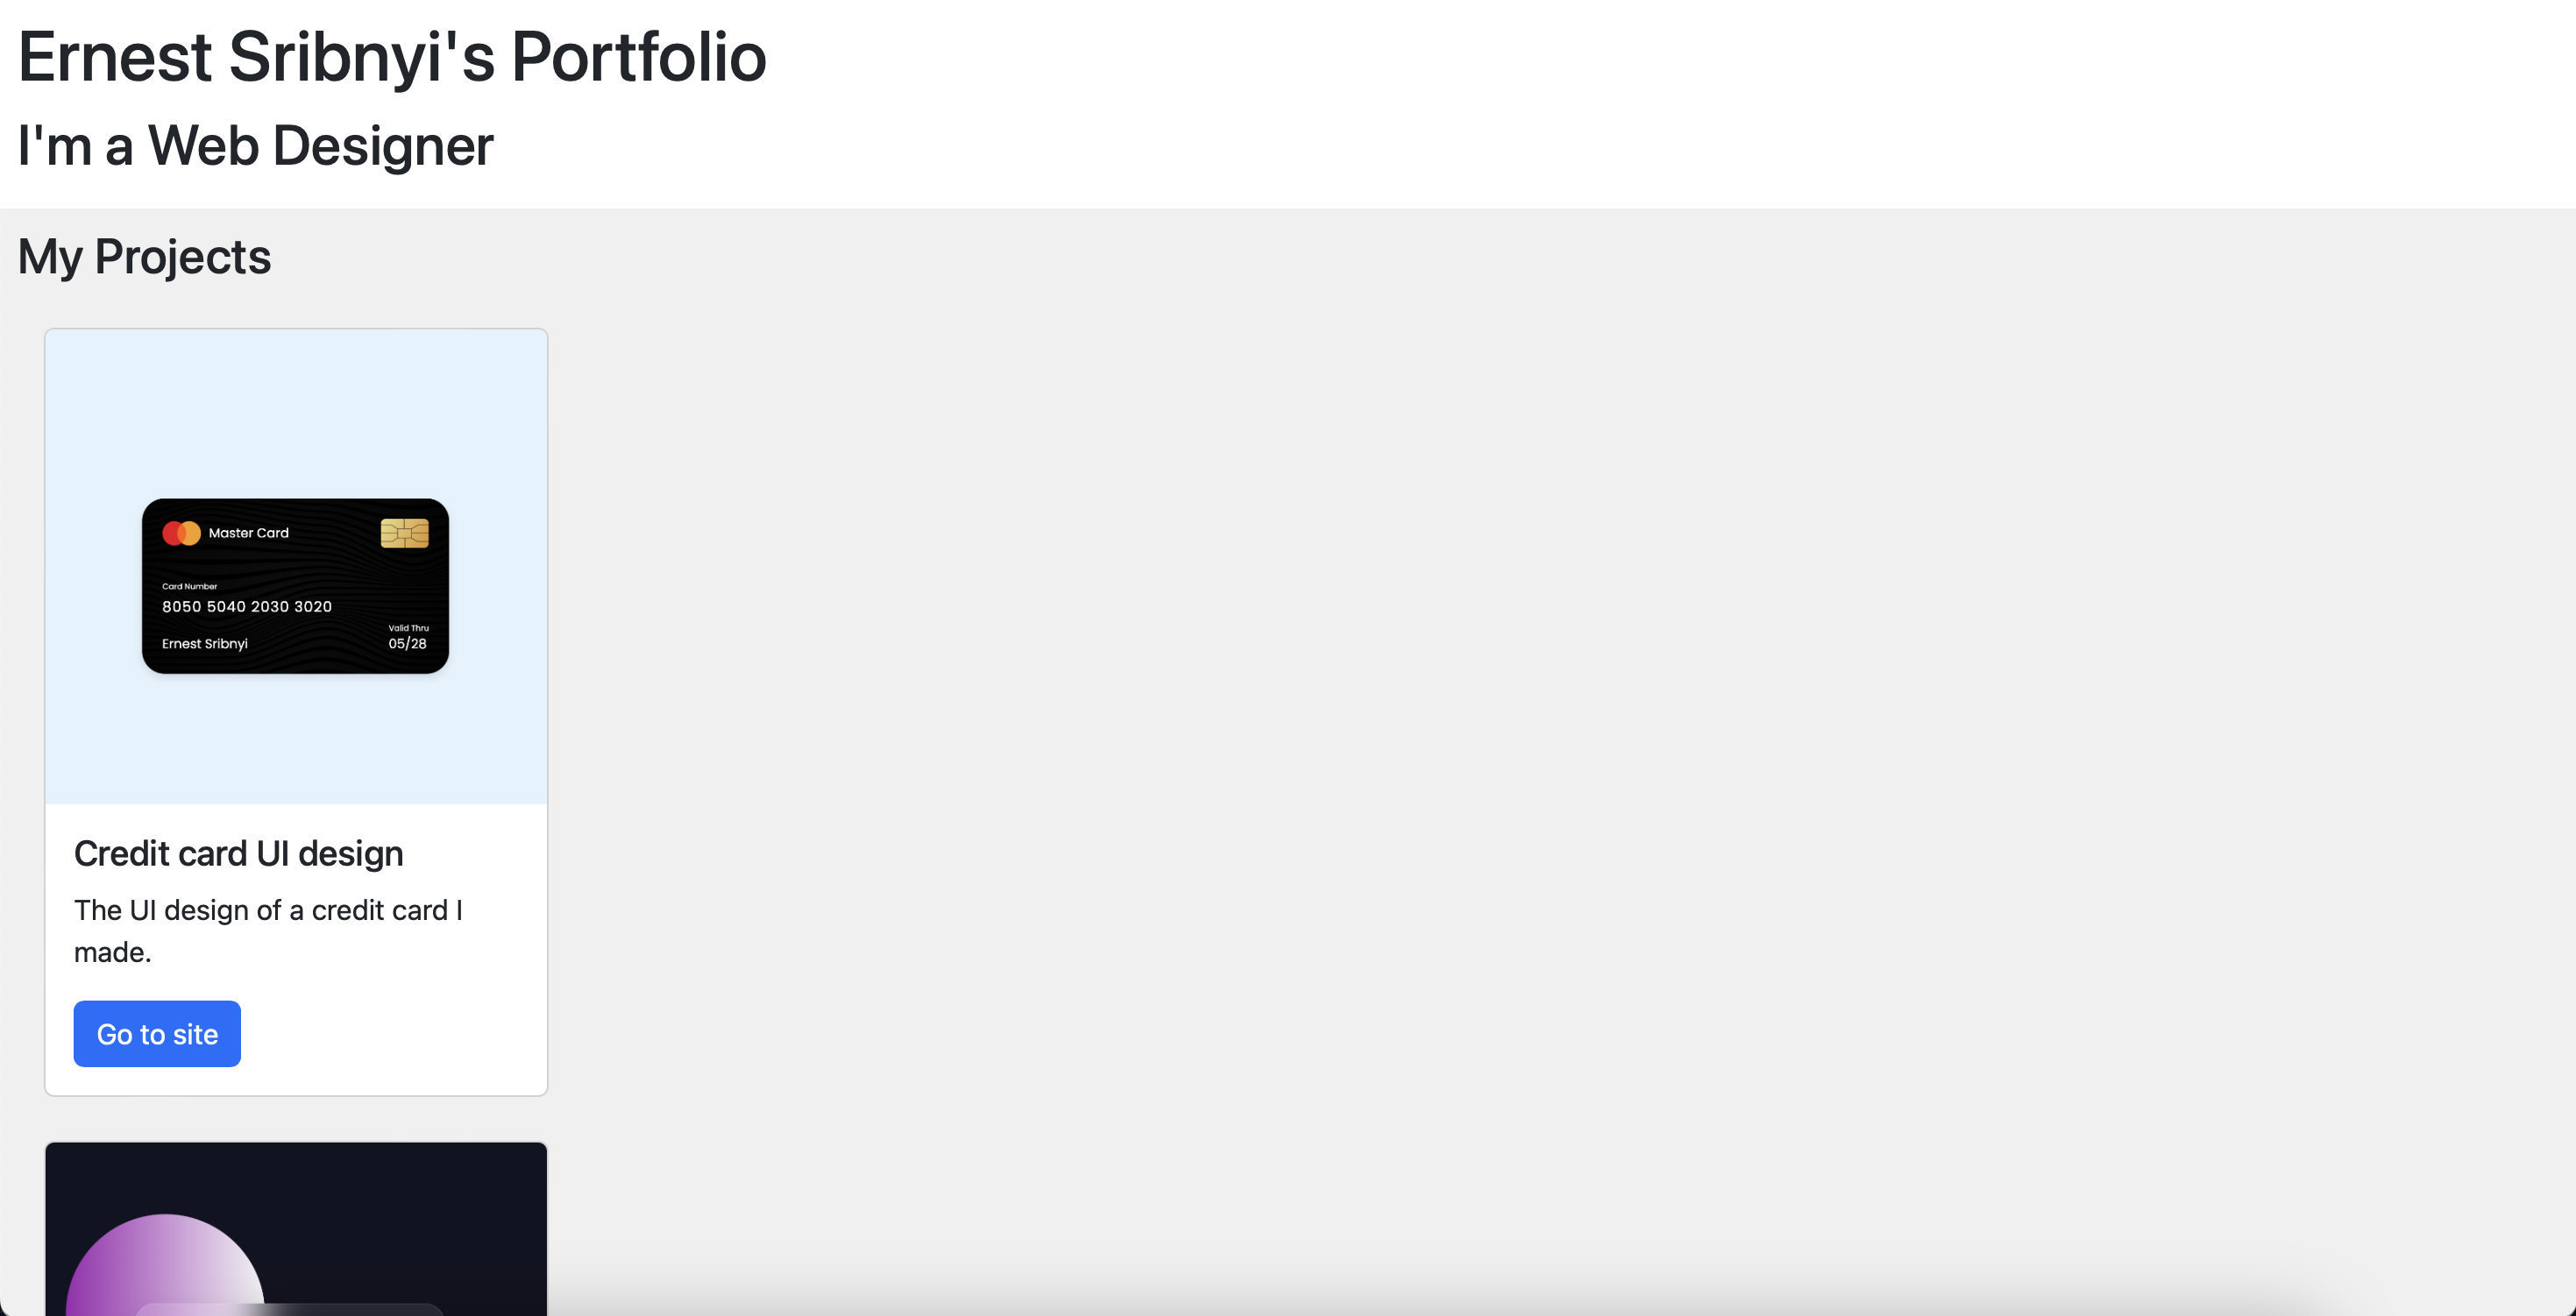 Ernest Sribnyi's Portfolio
I'm a Web Designer
My Projects
Master Card
Card Number
8050 5040 2030 3020
Valid Thru
Ernest Sribnyi
05/28
Credit card UI design
The UI design of a credit card I
made.
Go to site